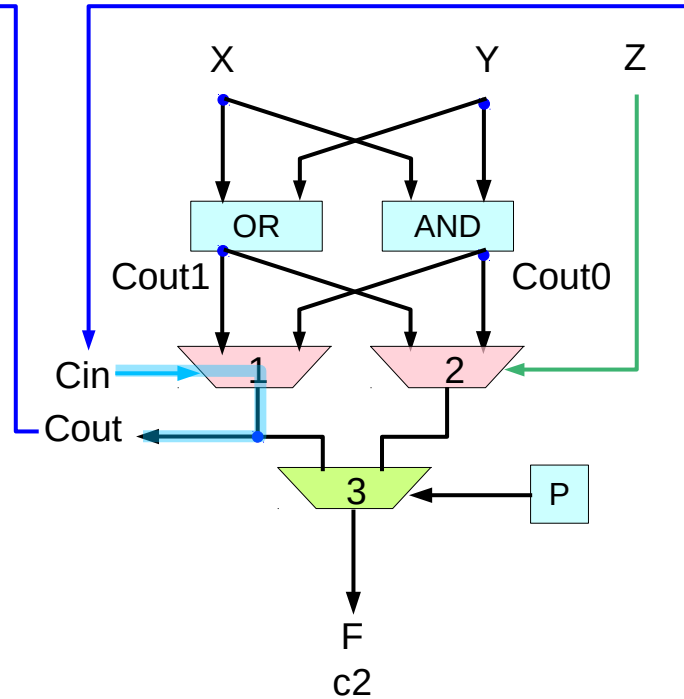 X Y Z
OR AND
Cout1 Cout0
Cin 1 2
Cout
3 P
F
c2